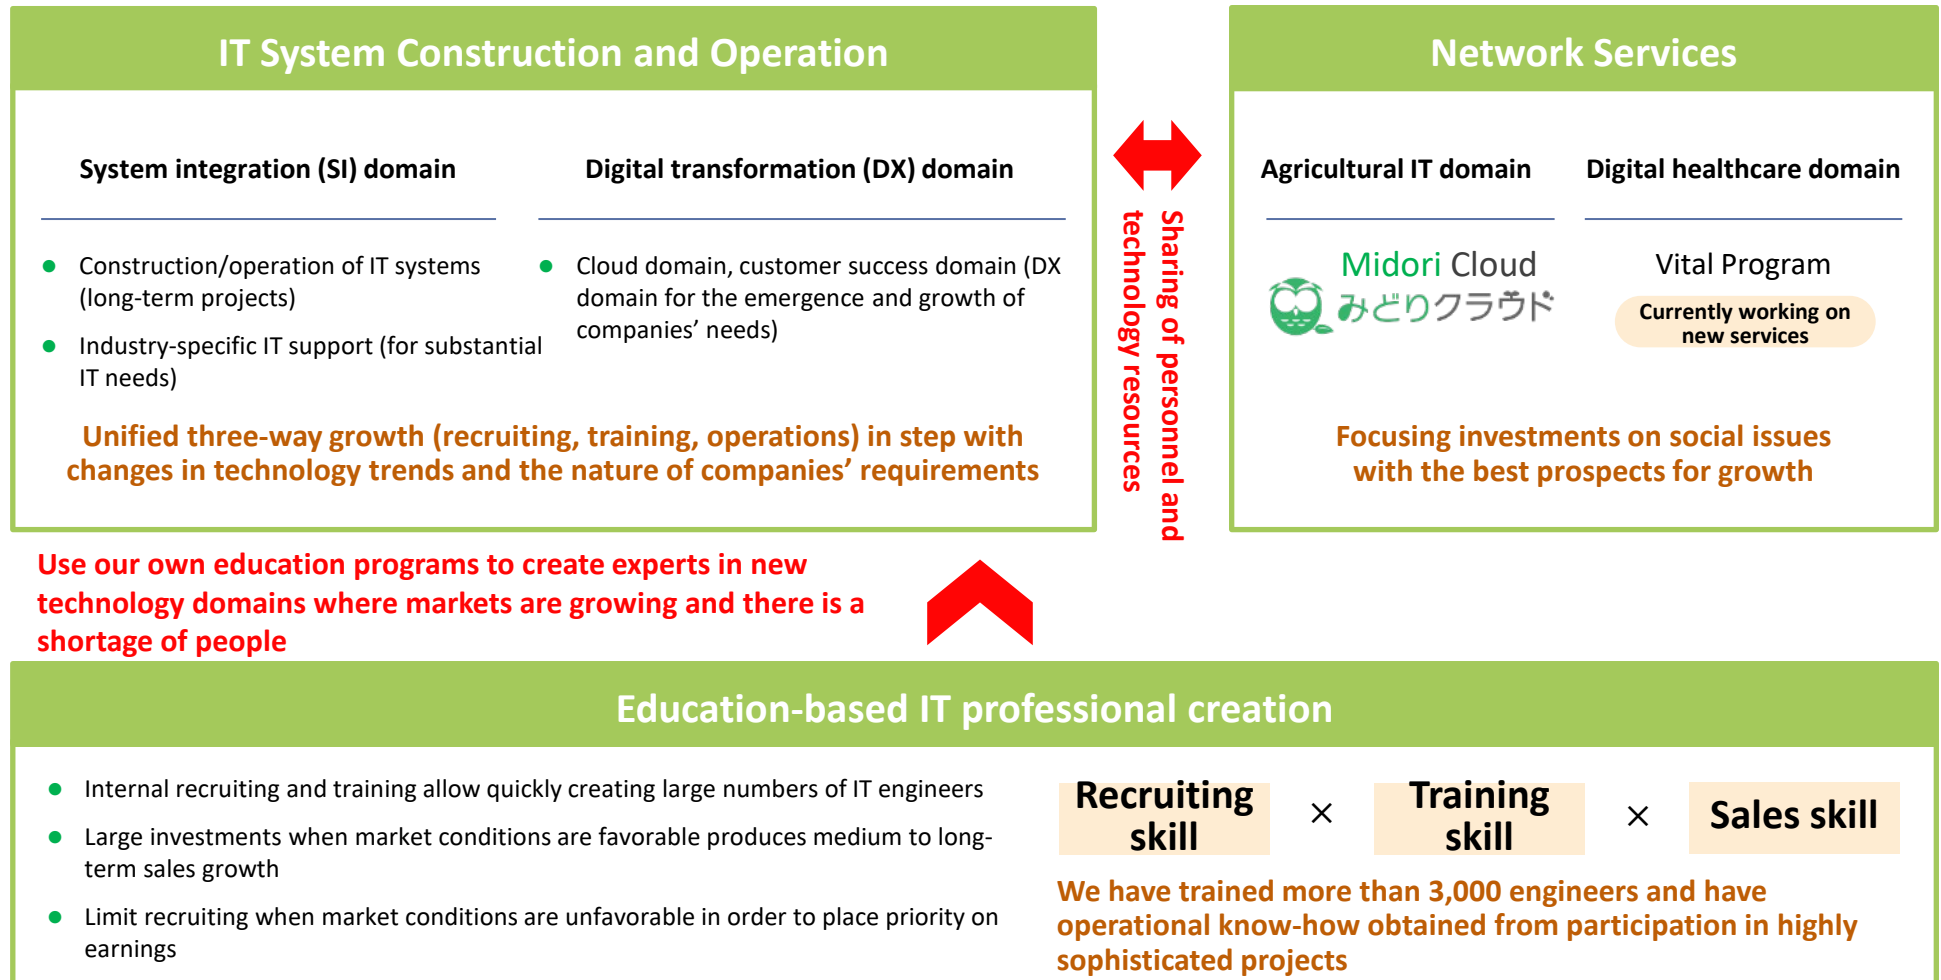 IT System Construction and Operation
System integration (SI) domain
Construction/operation of IT systems
(long-term projects)
Industry-specific IT support (for substantial
IT needs)
Digital transformation (DX) domain
Cloud domain, customer success domain (DX
domain for the emergence and growth of
companies’ needs)
Unified three-way growth (recruiting, training, operations) in step with
changes in technology trends and the nature of companies’ requirements
Sharing of personnel and
technology resources
Network Services
Agricultural IT domain
Midori Cloud
みどりクラウド
Digital healthcare domain
Vital Program
Currently working on
new services
Focusing investments on social issues
with the best prospects for growth
Use our own education programs to create experts in new
technology domains where markets are growing and there is a
shortage of people
Education-based IT professional creation
Internal recruiting and training allow quickly creating large numbers of IT engineers
Large investments when market conditions are favorable produces medium to long-
term sales growth
Limit recruiting when market conditions are unfavorable in order to place priority on
earnings
Recruiting
skill
×
Training
skill
×
Sales skill
We have trained more than 3,000 engineers and have
operational know-how obtained from participation in highly
sophisticated projects